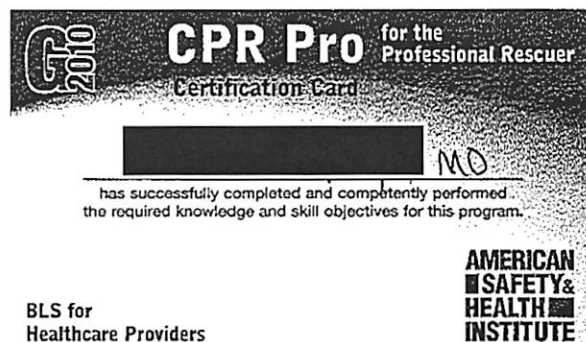 G2010
CPR Pro
for the
Professional Rescuer
Certification Card
MD
has successfully completed and competently performed
the required knowledge and skill objectives for this program.
BLS for
Healthcare Providers
AMERICAN
SAFETY&
HEALTH
INSTITUTE